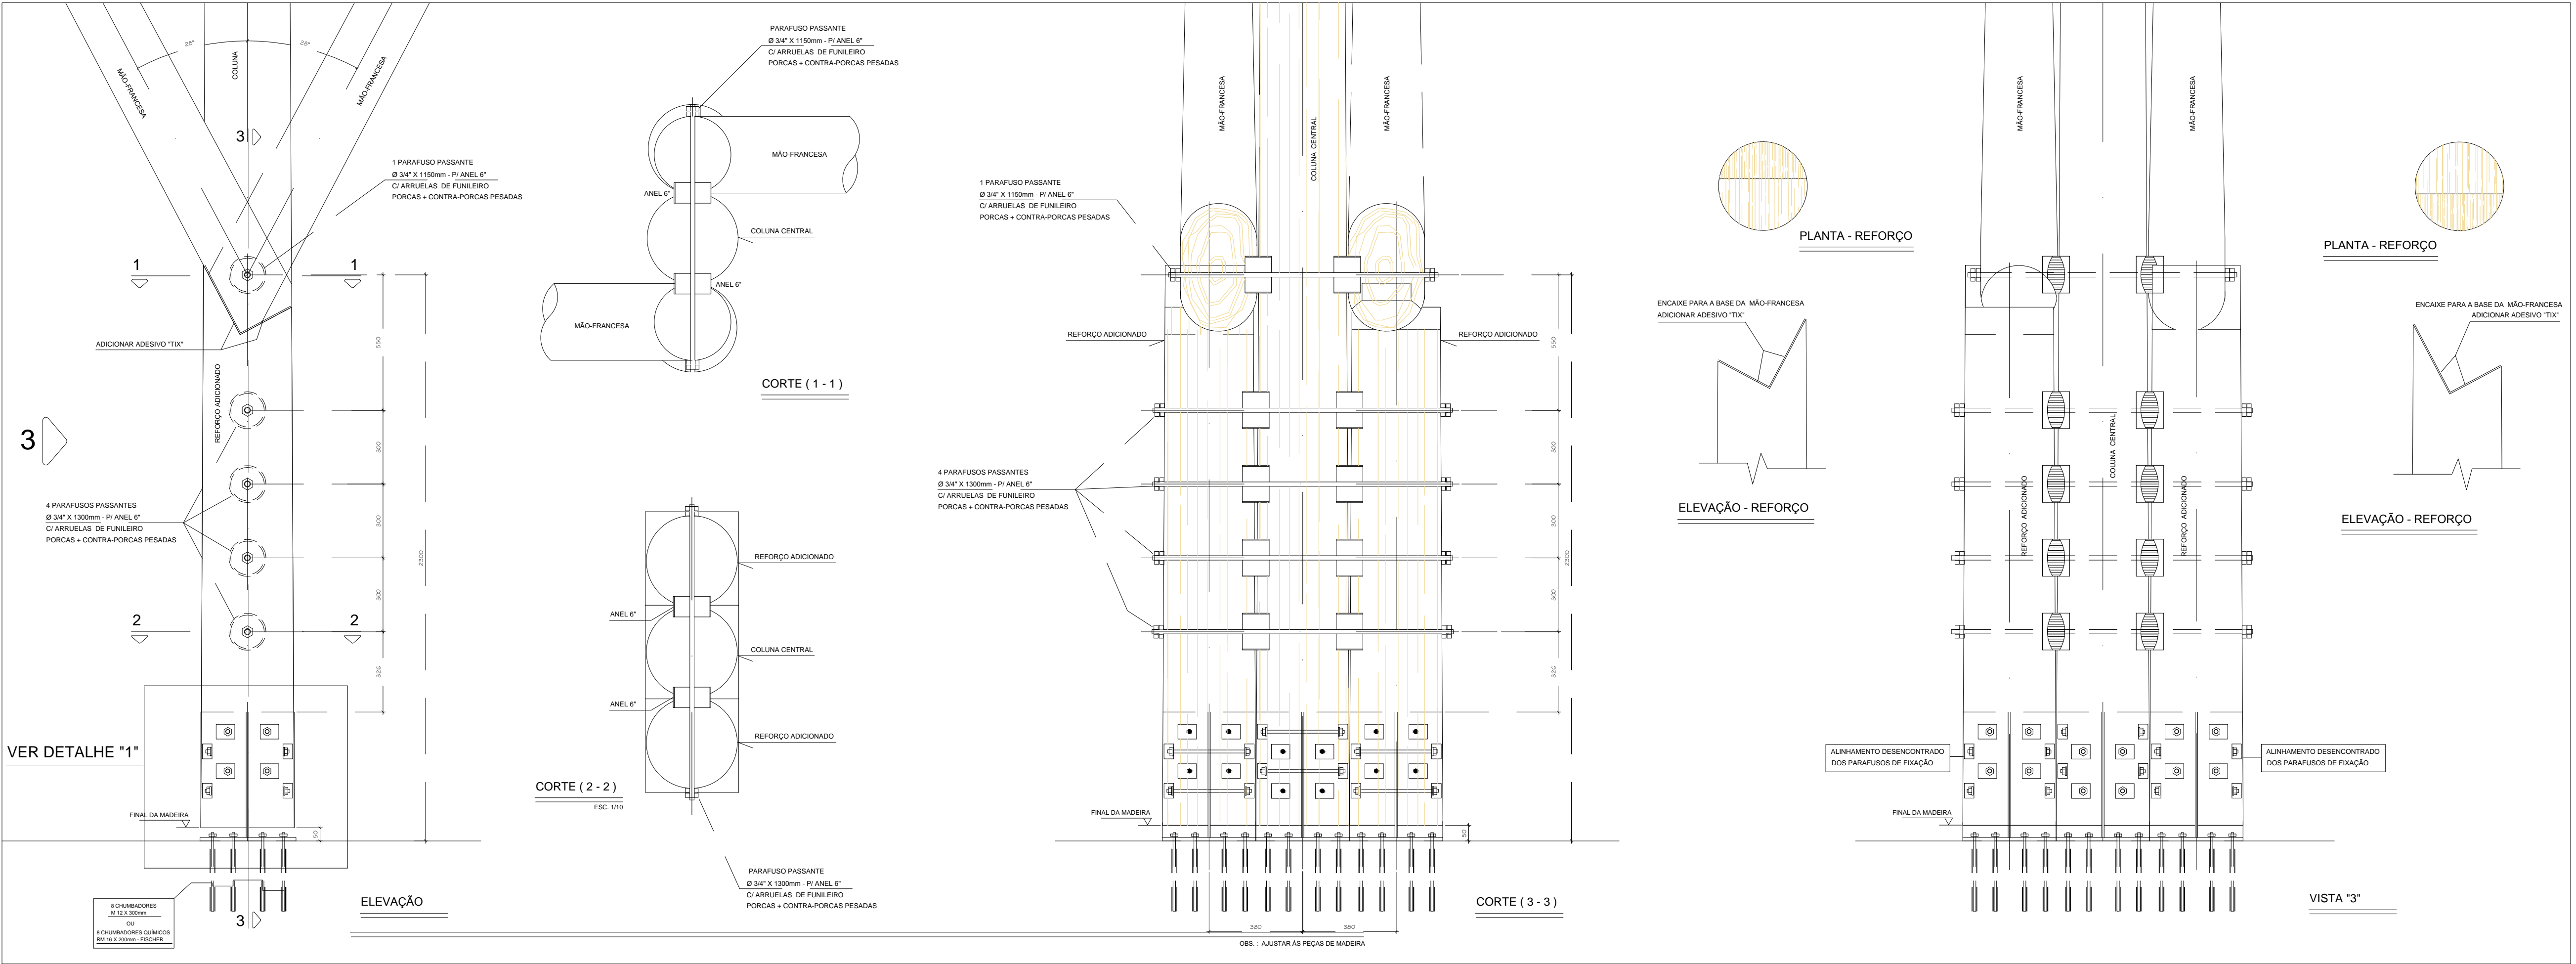 28°
28°
COLUNA
MÃO-FRANCESA
MÃO-FRANCESA
3
1 PARAFUSO PASSANTE
Ø 3/4" X 1150mm - P/ ANEL 6"
C/ ARRUELAS DE FUNILEIRO
PORCAS + CONTRA-PORCAS PESADAS
1
1
ADICIONAR ADESIVO "TIX"
REFORÇO ADICIONADO
3
4 PARAFUSOS PASSANTES
Ø 3/4" X 1300mm - P/ ANEL 6"
C/ ARRUELAS DE FUNILEIRO
PORCAS + CONTRA-PORCAS PESADAS
2
2
550
300
300
300
326
2300
50
VER DETALHE "1"
FINAL DA MADEIRA
8 CHUMBADORES
M 12 X 300mm
OU
8 CHUMBADORES QUÍMICOS
RM 16 X 200mm - FISCHER
3
ELEVAÇÃO
PARAFUSO PASSANTE
Ø 3/4" X 1150mm - P/ ANEL 6"
C/ ARRUELAS DE FUNILEIRO
PORCAS + CONTRA-PORCAS PESADAS
MÃO-FRANCESA
ANEL 6"
COLUNA CENTRAL
ANEL 6"
MÃO-FRANCESA
CORTE ( 1 - 1 )
REFORÇO ADICIONADO
ANEL 6"
COLUNA CENTRAL
ANEL 6"
REFORÇO ADICIONADO
CORTE ( 2 - 2 )
ESC. 1/10
PARAFUSO PASSANTE
Ø 3/4" X 1300mm - P/ ANEL 6"
C/ ARRUELAS DE FUNILEIRO
PORCAS + CONTRA-PORCAS PESADAS
MÃO-FRANCESA
COLUNA CENTRAL
MÃO-FRANCESA
1 PARAFUSO PASSANTE
Ø 3/4" X 1150mm - P/ ANEL 6"
C/ ARRUELAS DE FUNILEIRO
PORCAS + CONTRA-PORCAS PESADAS
REFORÇO ADICIONADO
REFORÇO ADICIONADO
4 PARAFUSOS PASSANTES
Ø 3/4" X 1300mm - P/ ANEL 6"
C/ ARRUELAS DE FUNILEIRO
PORCAS + CONTRA-PORCAS PESADAS
550
300
300
300
326
2300
50
FINAL DA MADEIRA
380
380
OBS. : AJUSTAR ÀS PEÇAS DE MADEIRA
CORTE ( 3 - 3 )
PLANTA - REFORÇO
ENCAIXE PARA A BASE DA MÃO-FRANCESA
ADICIONAR ADESIVO "TIX"
ELEVAÇÃO - REFORÇO
MÃO-FRANCESA
MÃO-FRANCESA
COLUNA CENTRAL
REFORÇO ADICIONADO
REFORÇO ADICIONADO
ALINHAMENTO DESENCONTRADO
DOS PARAFUSOS DE FIXAÇÃO
ALINHAMENTO DESENCONTRADO
DOS PARAFUSOS DE FIXAÇÃO
FINAL DA MADEIRA
VISTA "3"
PLANTA - REFORÇO
ENCAIXE PARA A BASE DA MÃO-FRANCESA
ADICIONAR ADESIVO "TIX"
ELEVAÇÃO - REFORÇO